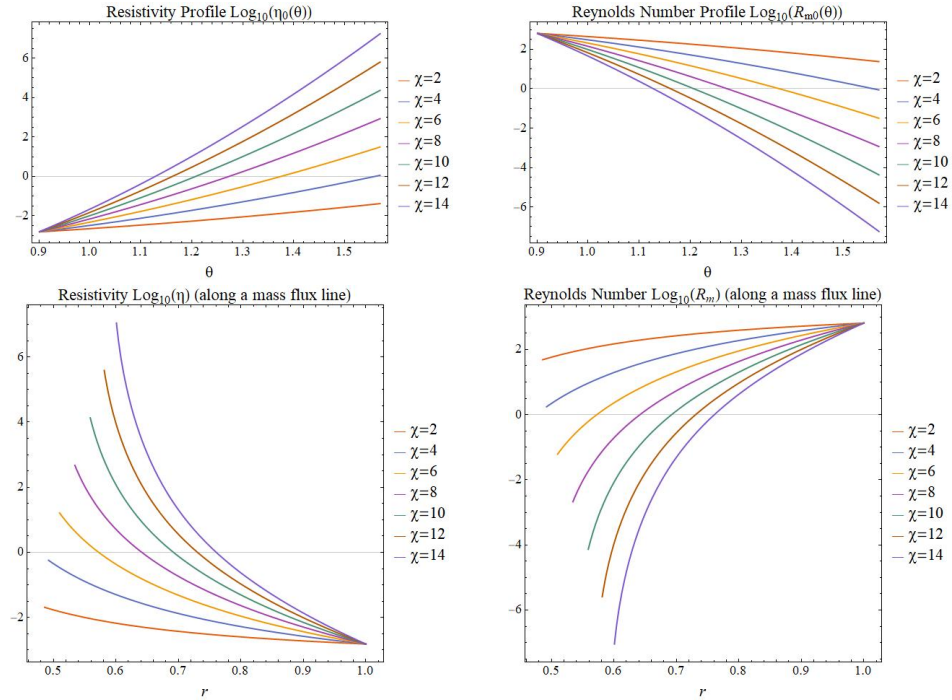 Resistivity Profile Log₁₀(η₀(θ))
6
4
2
0
−2
0.9 1.0 1.1 1.2 1.3 1.4 1.5
θ
χ=2
χ=4
χ=6
χ=8
χ=10
χ=12
χ=14
Reynolds Number Profile Log₁₀(Rₘ₀(θ))
2
0
−2
−4
−6
0.9 1.0 1.1 1.2 1.3 1.4 1.5
θ
χ=2
χ=4
χ=6
χ=8
χ=10
χ=12
χ=14
Resistivity Log₁₀(η) (along a mass flux line)
6
4
2
0
−2
0.5 0.6 0.7 0.8 0.9 1.0
r
χ=2
χ=4
χ=6
χ=8
χ=10
χ=12
χ=14
Reynolds Number Log₁₀(Rₘ) (along a mass flux line)
2
0
−2
−4
−6
0.5 0.6 0.7 0.8 0.9 1.0
r
χ=2
χ=4
χ=6
χ=8
χ=10
χ=12
χ=14